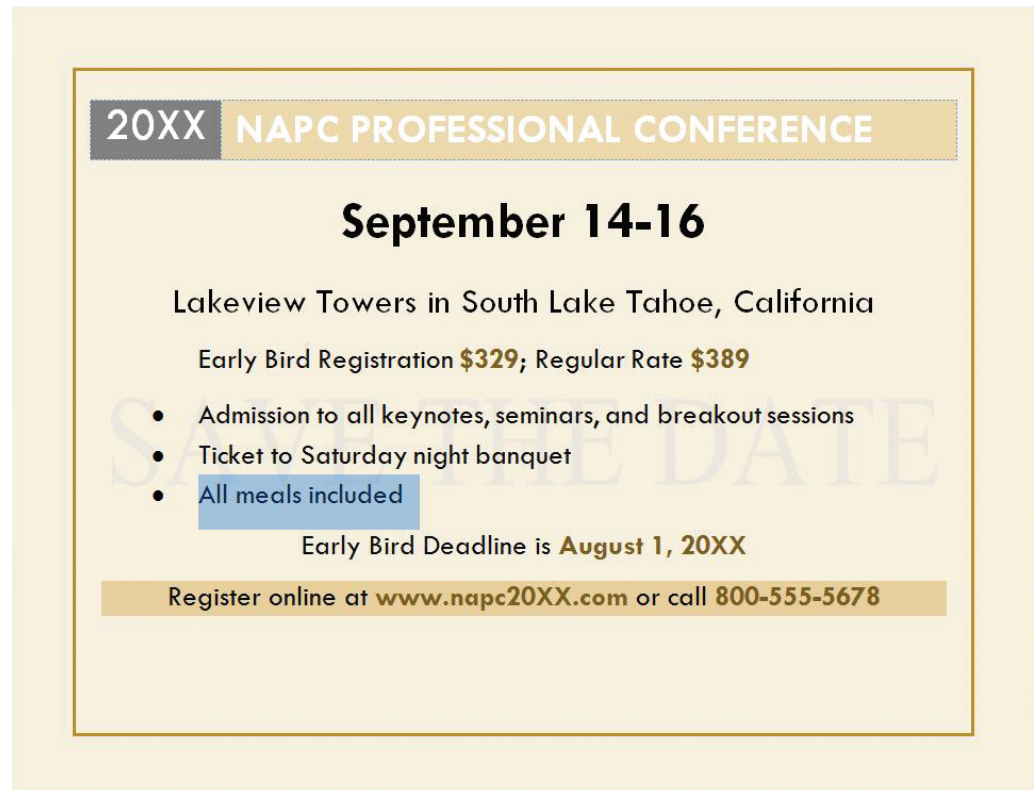 20XX NAPC PROFESSIONAL CONFERENCE
September 14-16
Lakeview Towers in South Lake Tahoe, California
Early Bird Registration $329; Regular Rate $389
SAVE THE DATE
• Admission to all keynotes, seminars, and breakout sessions
• Ticket to Saturday night banquet
• All meals included
Early Bird Deadline is August 1, 20XX
Register online at www.napc20XX.com or call 800-555-5678